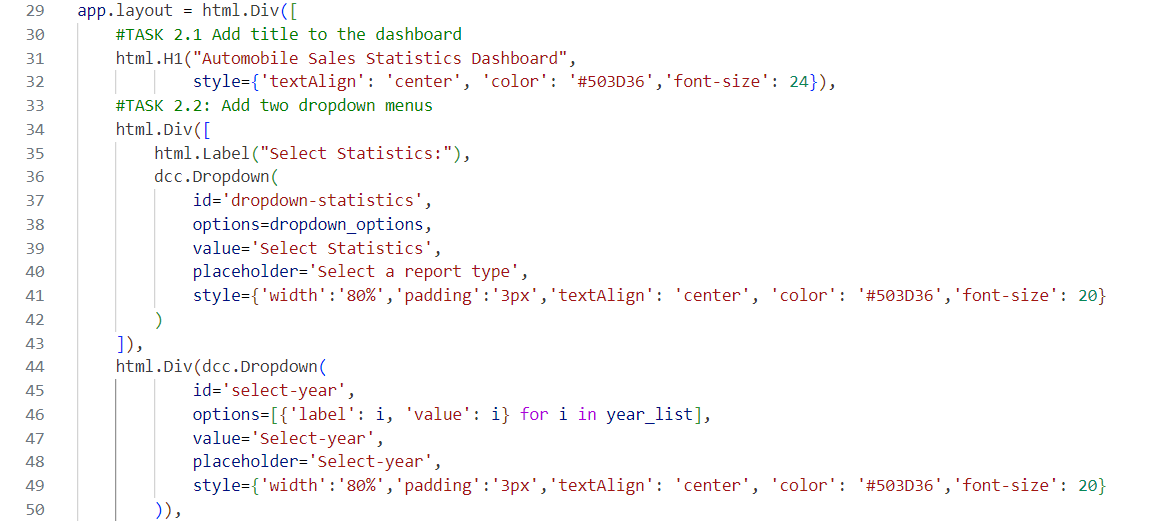 29 app.layout = html.Div([
30 #TASK 2.1 Add title to the dashboard
31 html.H1("Automobile Sales Statistics Dashboard",
32 style={'textAlign': 'center', 'color': '#503D36','font-size': 24}),
33 #TASK 2.2: Add two dropdown menus
34 html.Div([
35 html.Label("Select Statistics:"),
36 dcc.Dropdown(
37 id='dropdown-statistics',
38 options=dropdown_options,
39 value='Select Statistics',
40 placeholder='Select a report type',
41 style={'width':'80%','padding':'3px','textAlign': 'center', 'color': '#503D36','font-size': 20}
42 )
43 ]),
44 html.Div(dcc.Dropdown(
45 id='select-year',
46 options=[{'label': i, 'value': i} for i in year_list],
47 value='Select-year',
48 placeholder='Select-year',
49 style={'width':'80%','padding':'3px','textAlign': 'center', 'color': '#503D36','font-size': 20}
50 )),